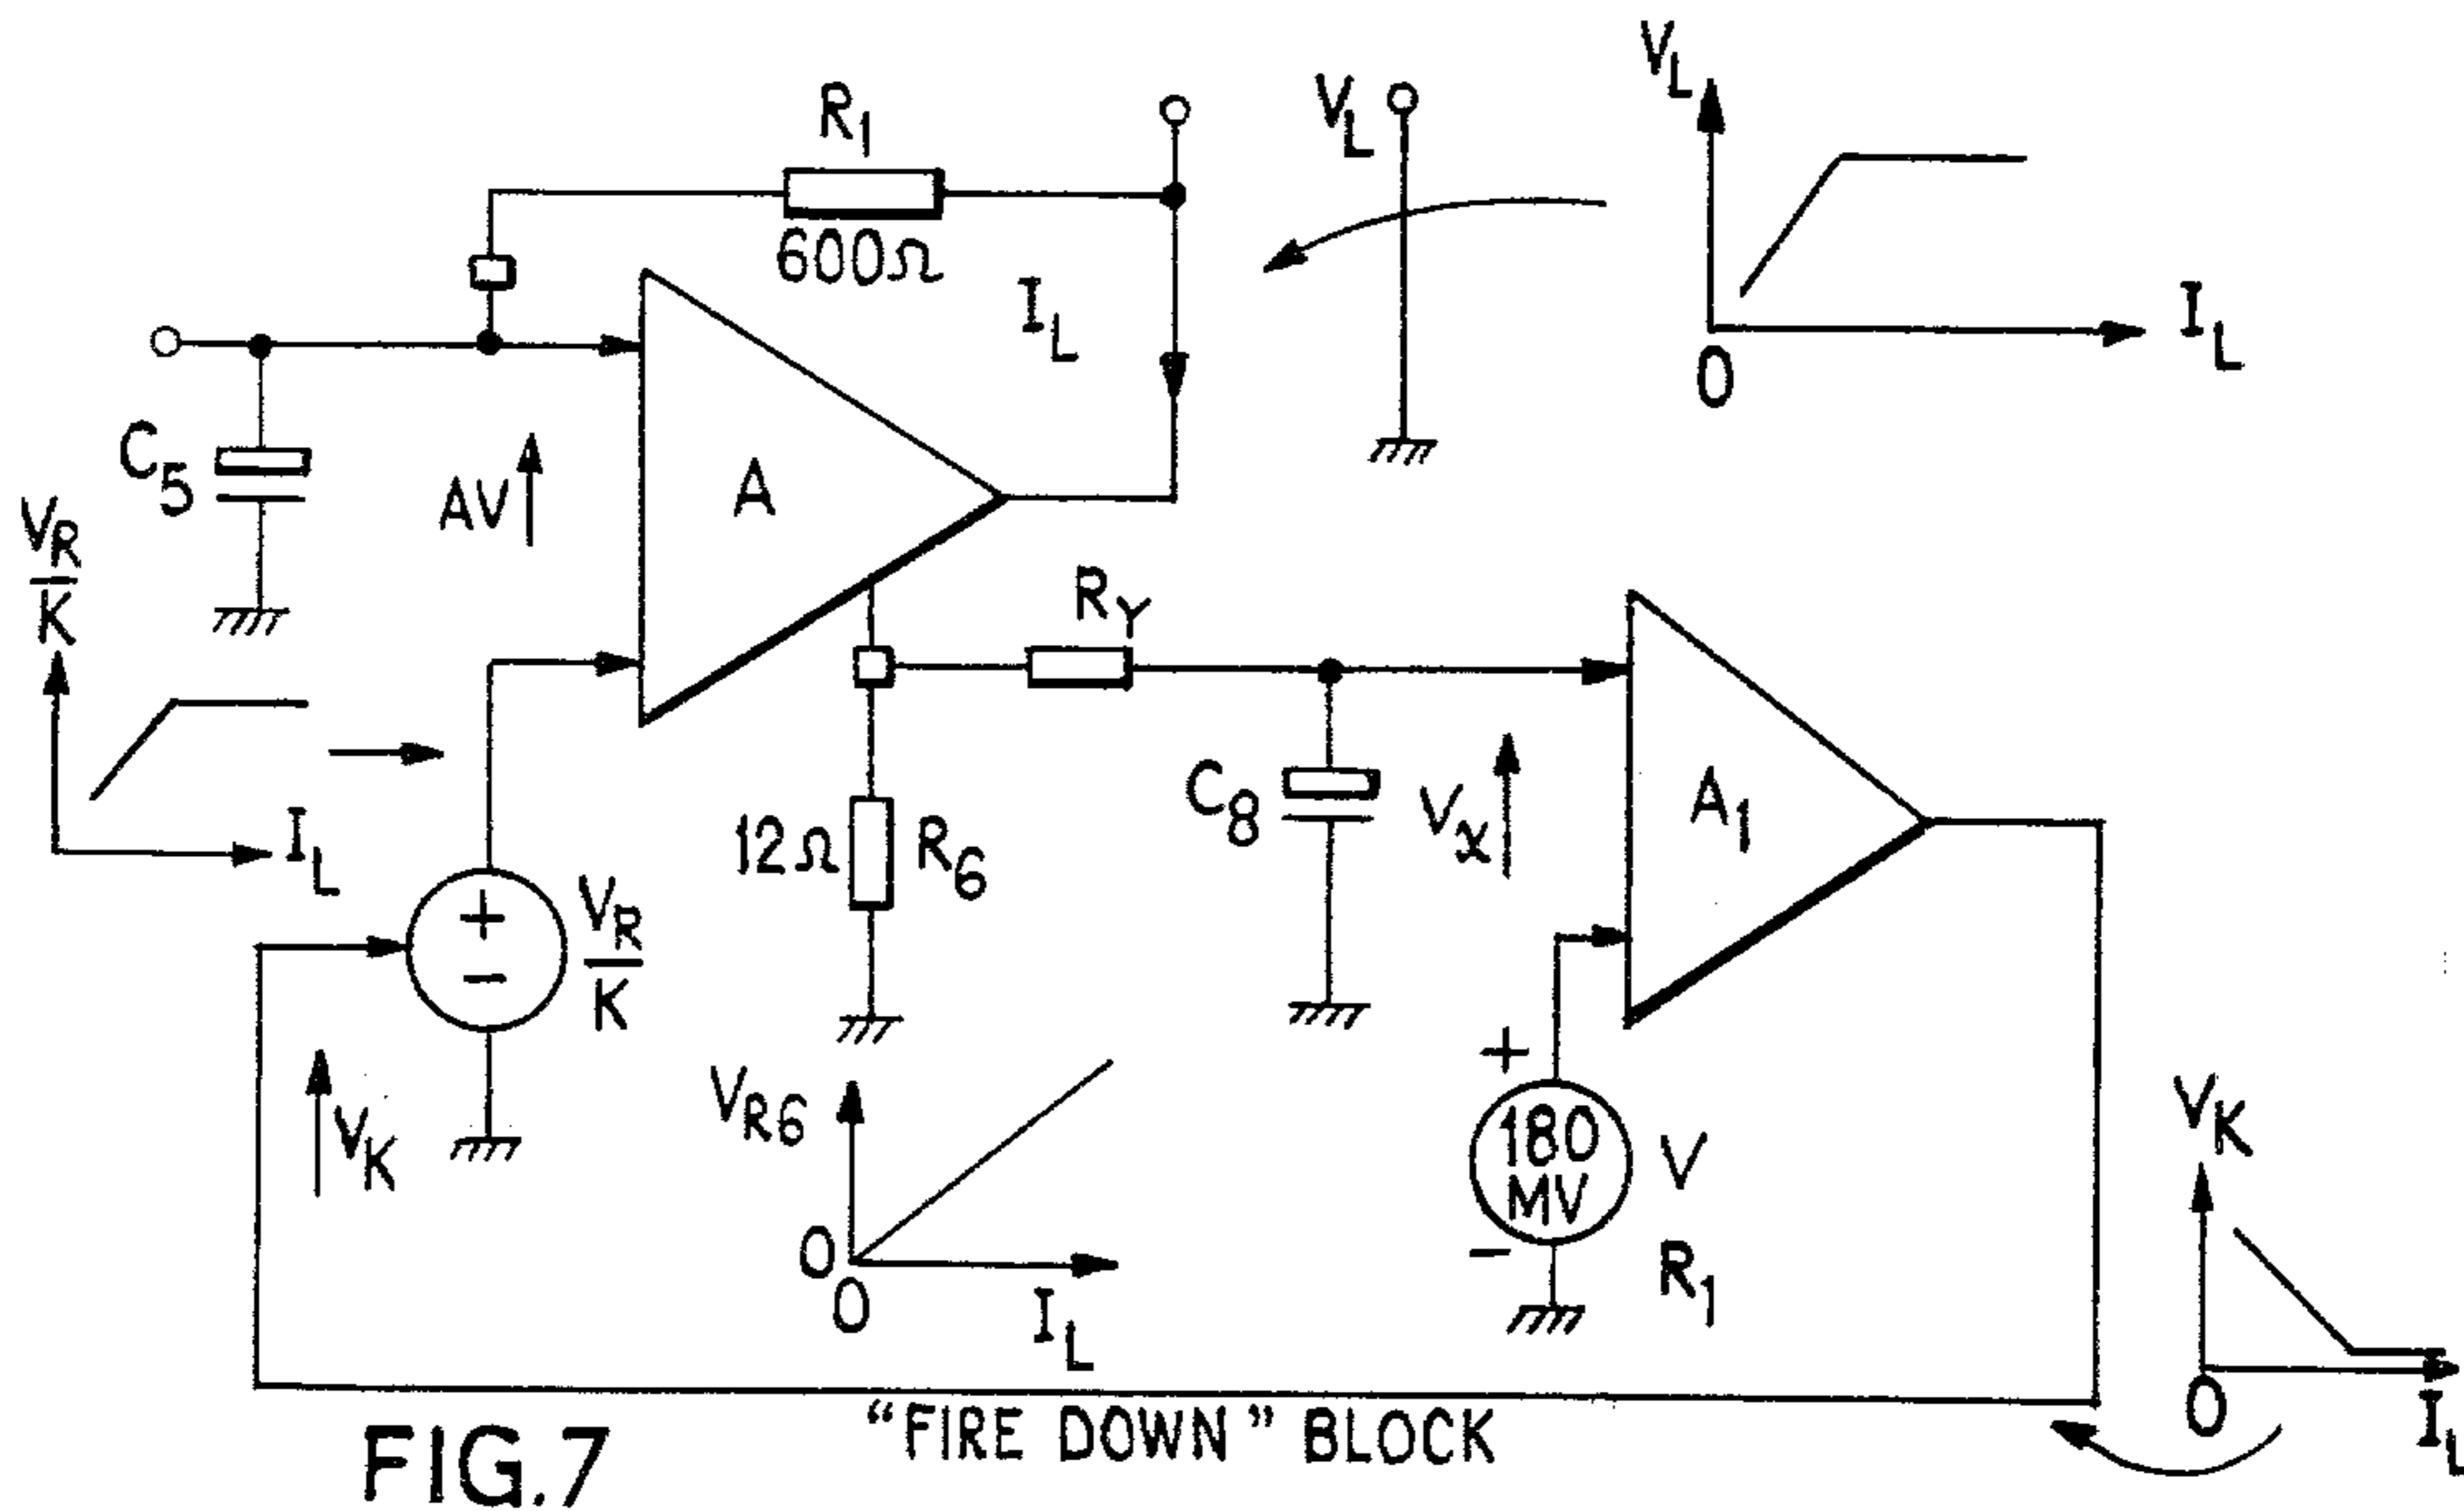 R1
600Ω
VL
VL
IL
0
IL
C5
AV
A
VR
K
IL
VR
K
VK
RY
12Ω
R6
C8
Vx
A1
+
-
+
180
MV
-
V
R1
VR6
0
0
IL
VK
0
IL
"FIRE DOWN" BLOCK
FIG.7